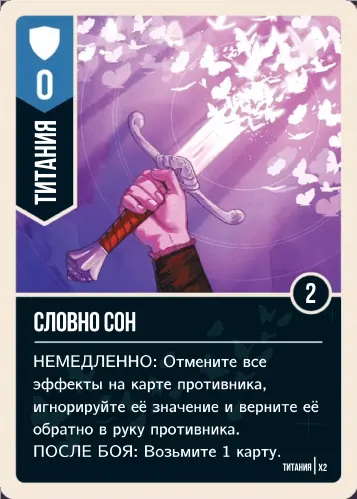 0
ТИТАНИЯ
2
СЛОВНО СОН
НЕМЕДЛЕННО: Отмените все
эффекты на карте противника,
игнорируйте её значение и верните её
обратно в руку противника.
ПОСЛЕ БОЯ: Возьмите 1 карту.
ТИТАНИЯ | X2